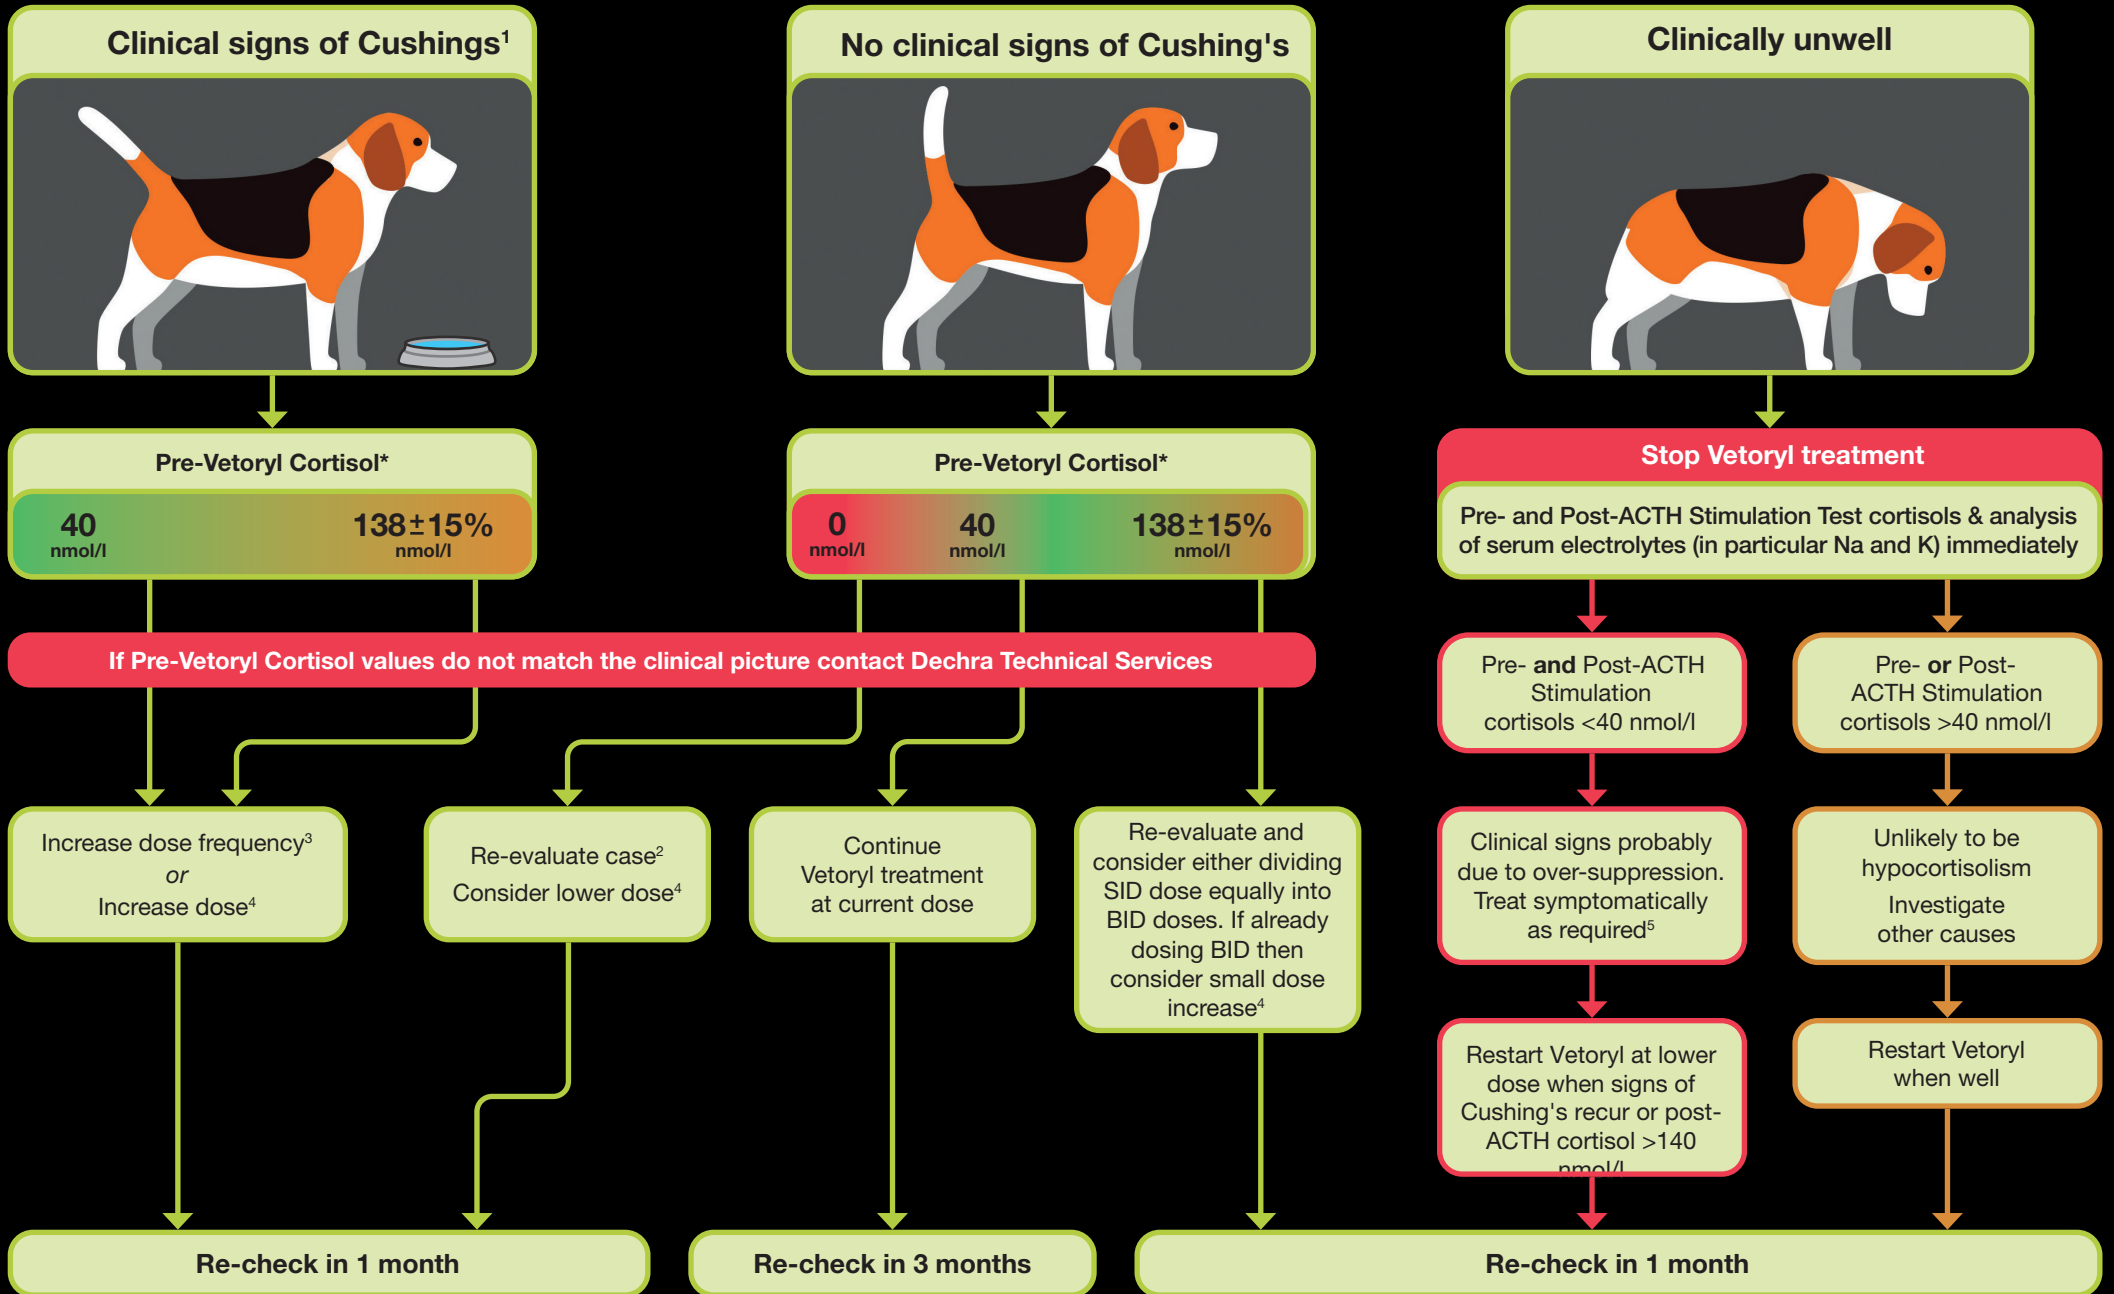 Clinical signs of Cushings¹
No clinical signs of Cushing's
Clinically unwell
Pre-Vetoryl Cortisol*
40
nmol/l
138±15%
nmol/l
Pre-Vetoryl Cortisol*
0
nmol/l
40
nmol/l
138±15%
nmol/l
Stop Vetoryl treatment
Pre- and Post-ACTH Stimulation Test cortisols & analysis
of serum electrolytes (in particular Na and K) immediately
If Pre-Vetoryl Cortisol values do not match the clinical picture contact Dechra Technical Services
Pre- and Post-ACTH
Stimulation
cortisols <40 nmol/l
Pre- or Post-
ACTH Stimulation
cortisols >40 nmol/l
Increase dose frequency³
or
Increase dose⁴
Re-evaluate case²
Consider lower dose⁴
Continue
Vetoryl treatment
at current dose
Re-evaluate and
consider either dividing
SID dose equally into
BID doses. If already
dosing BID then
consider small dose
increase⁴
Clinical signs probably
due to over-suppression.
Treat symptomatically
as required⁵
Unlikely to be
hypocortisolism
Investigate
other causes
Restart Vetoryl at lower
dose when signs of
Cushing's recur or post-
ACTH cortisol >140
nmol/l
Restart Vetoryl
when well
Re-check in 1 month
Re-check in 3 months
Re-check in 1 month